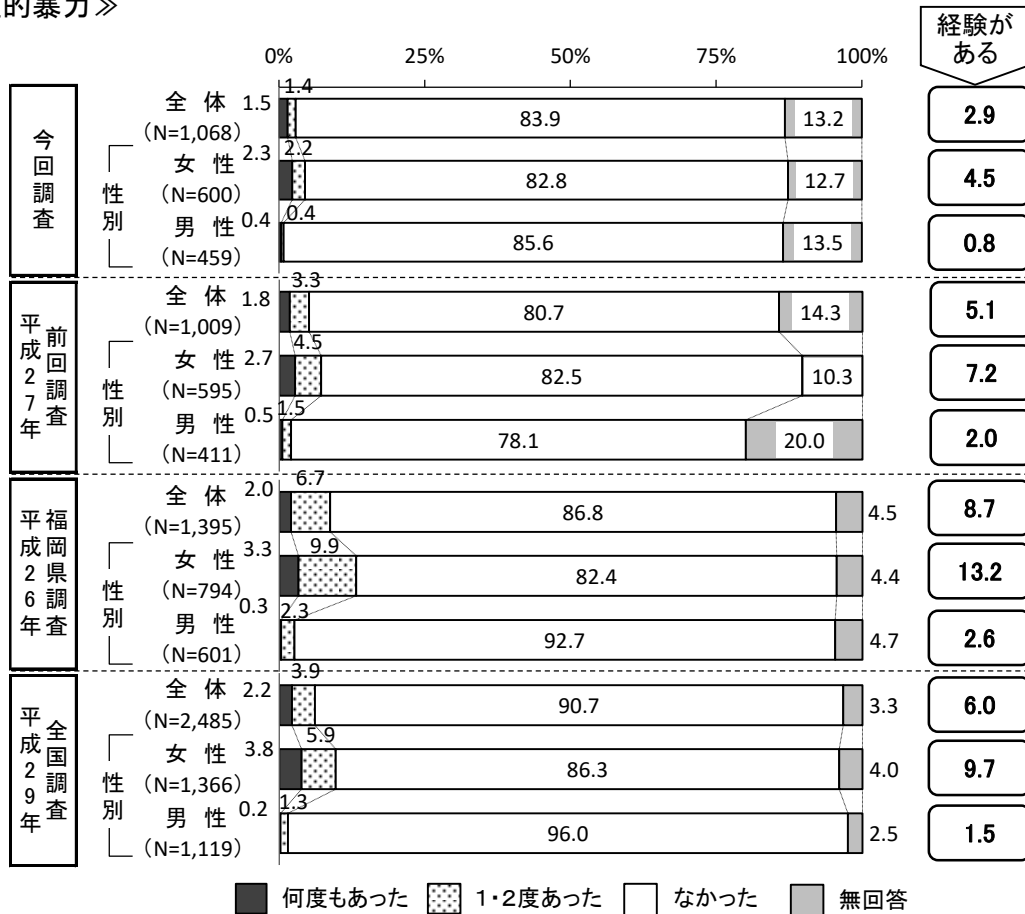 的暴力≫
経験が
ある
0% 25% 50% 75% 100%
今回調査
全体 1.5 1.4 83.9 13.2 2.9
(N=1,068)
性別
女性 2.3 2.2 82.8 12.7 4.5
(N=600)
男性 0.4 0.4 85.6 13.5 0.8
(N=459)
前回調査
平成27年
全体 1.8 3.3 80.7 14.3 5.1
(N=1,009)
性別
女性 2.7 4.5 82.5 10.3 7.2
(N=595)
男性 0.5 1.5 78.1 20.0 2.0
(N=411)
福岡県調査
平成26年
全体 2.0 6.7 86.8 4.5 8.7
(N=1,395)
性別
女性 3.3 9.9 82.4 4.4 13.2
(N=794)
男性 0.3 2.3 92.7 4.7 2.6
(N=601)
全国調査
平成29年
全体 2.2 3.9 90.7 3.3 6.0
(N=2,485)
性別
女性 3.8 5.9 86.3 4.0 9.7
(N=1,366)
男性 0.2 1.3 96.0 2.5 1.5
(N=1,119)
何度もあった 1・2度あった なかった 無回答